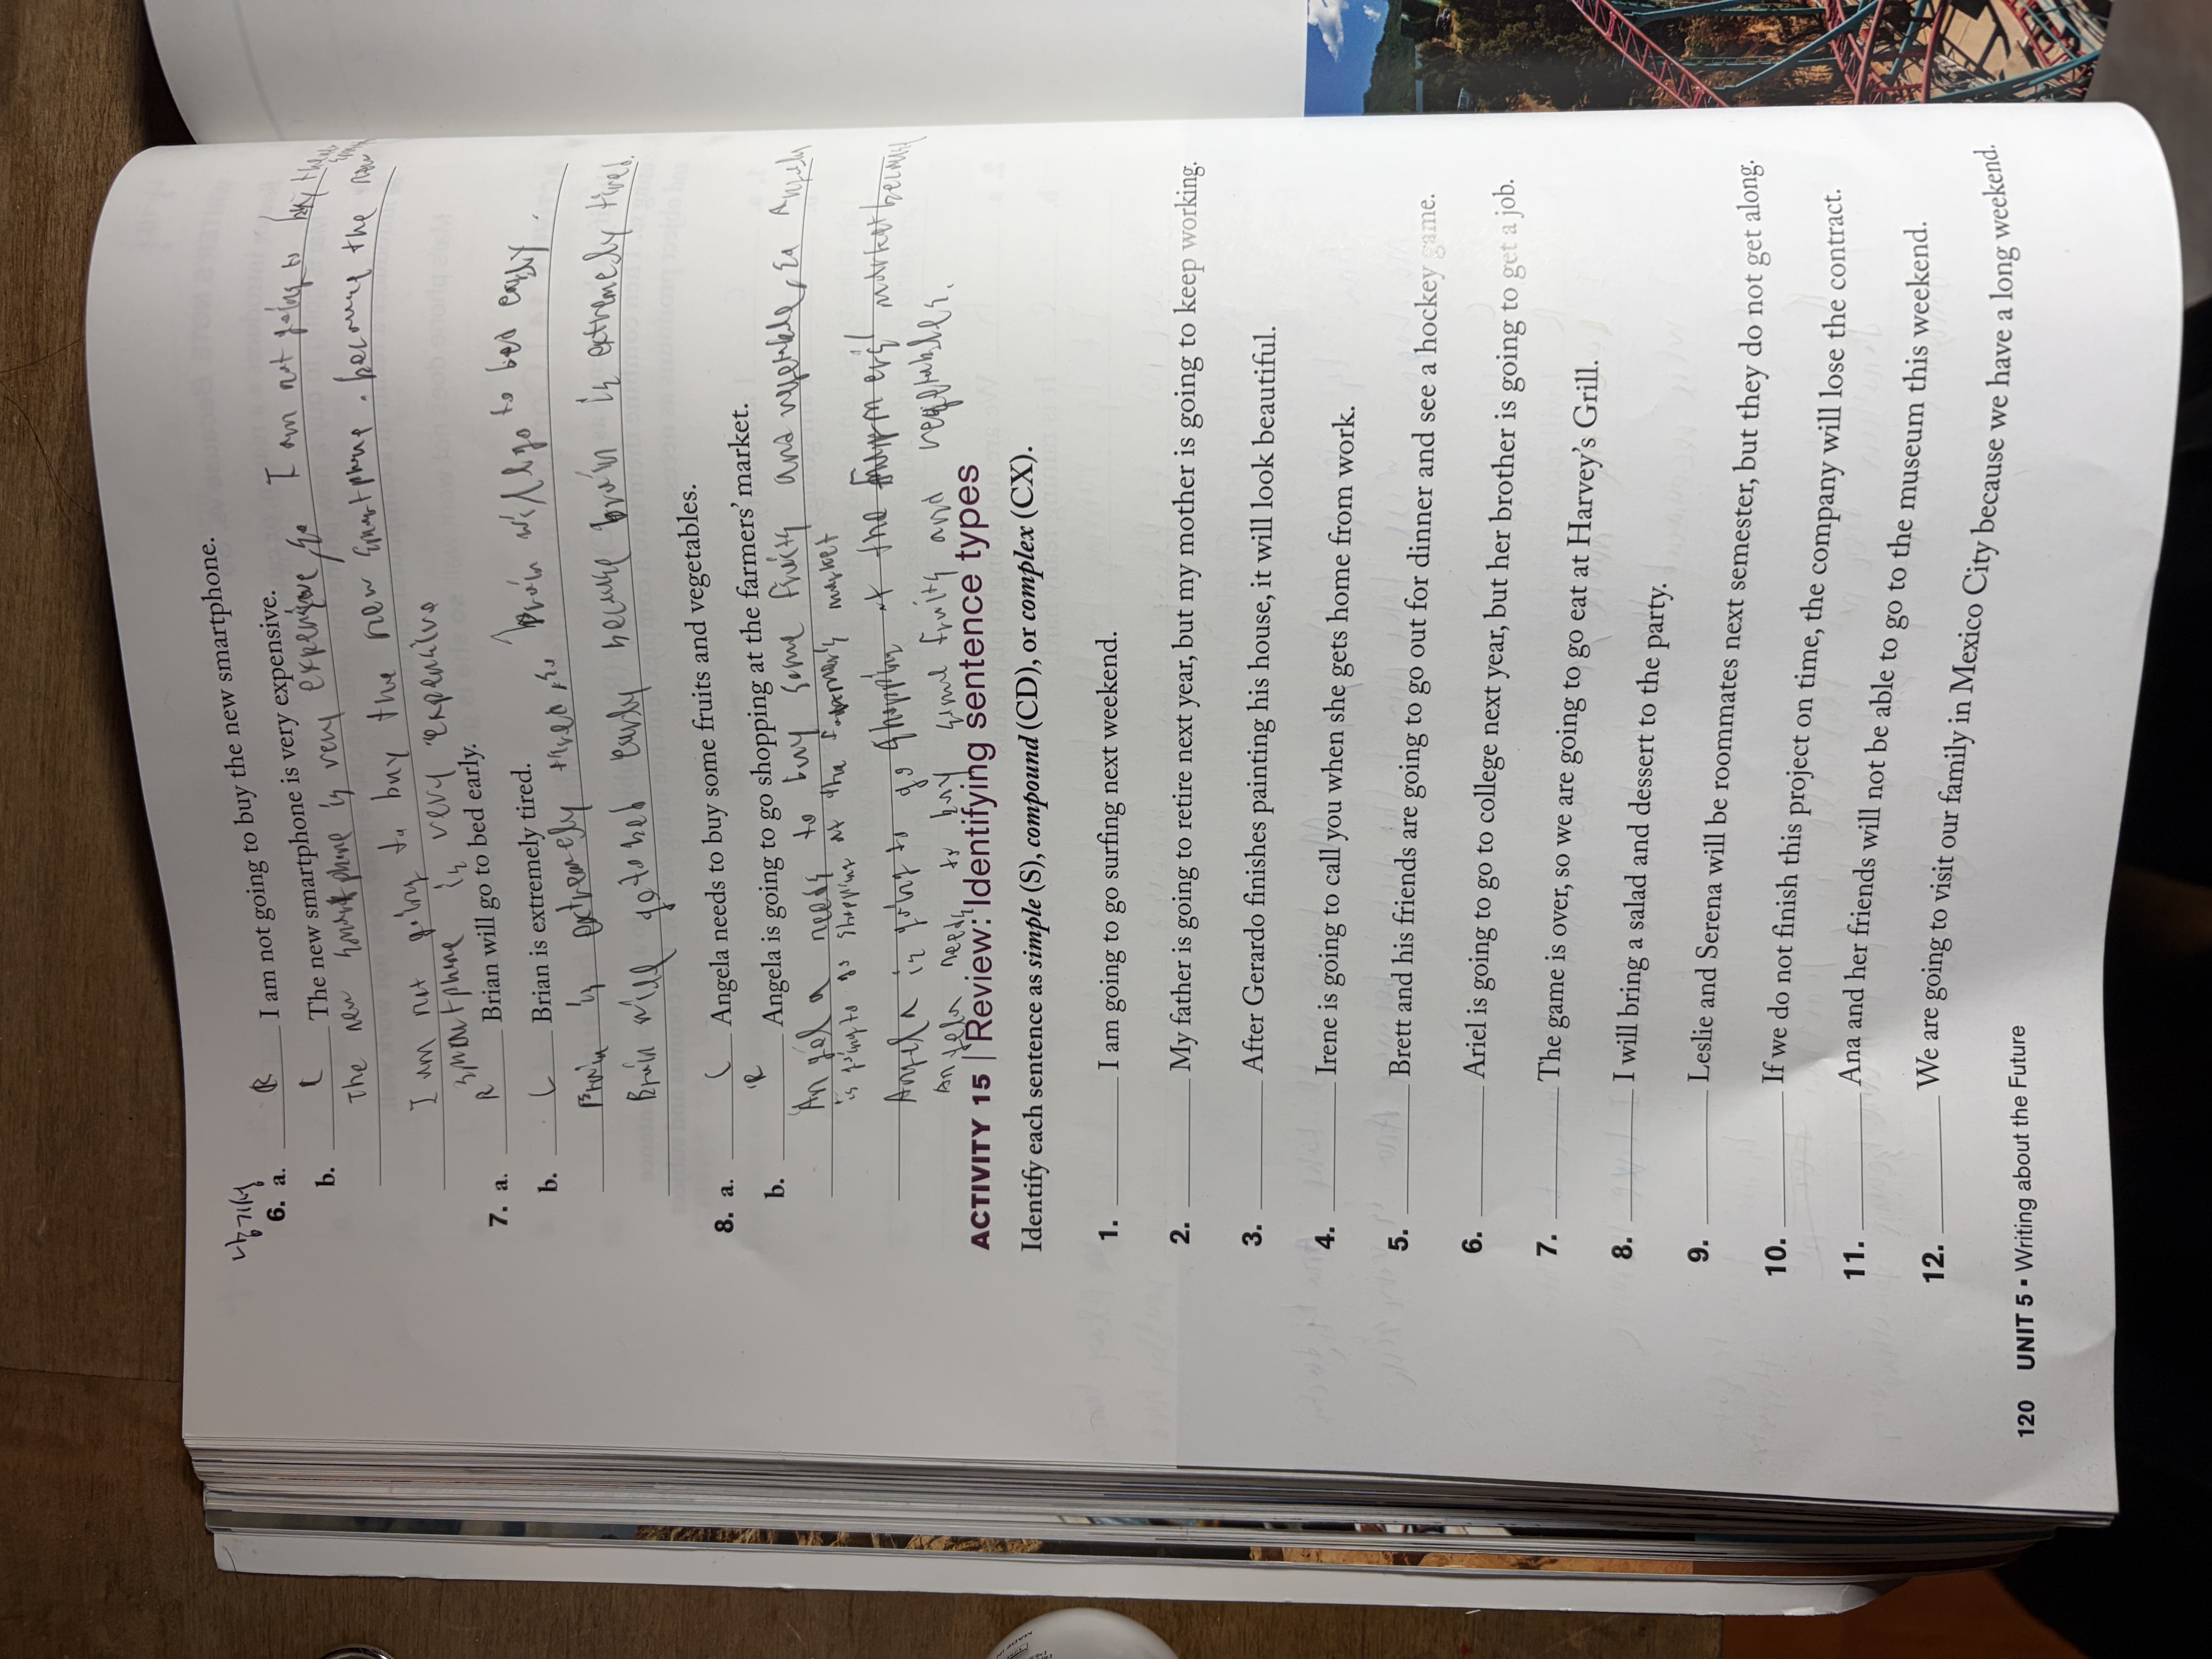 낭기성
6. a. R I am not going to buy the new smartphone.
b. C The new smartphone is very expensive.
The new smartphone is very expensive, so I am not going to buy the new
I am not going to buy the new smartphone. because the new
smartphone is very expensive
7. a. R Brian will go to bed early.
b. C Brian is extremely tired.
Brain is extremely tired, so brain will go to bed early.
Brain will go to bed early because brain is extremely tired.
8. a. C Angela needs to buy some fruits and vegetables.
b. R Angela is going to go shopping at the farmers' market.
Angela needs to buy some fruits and vegetable, so Angela
is going to go shopping at the farmer's market
Angela is going to go shopping at the farmers' market because
Angela needs to buy some fruits and vegetables.
ACTIVITY 15 | Review: Identifying sentence types
Identify each sentence as simple (S), compound (CD), or complex (CX).
1. I am going to go surfing next weekend.
2. My father is going to retire next year, but my mother is going to keep working.
3. After Gerardo finishes painting his house, it will look beautiful.
4. Irene is going to call you when she gets home from work.
5. Brett and his friends are going to go out for dinner and see a hockey game.
6. Ariel is going to go to college next year, but her brother is going to get a job.
7. The game is over, so we are going to go eat at Harvey's Grill.
8. I will bring a salad and dessert to the party.
9. Leslie and Serena will be roommates next semester, but they do not get along.
10. If we do not finish this project on time, the company will lose the contract.
11. Ana and her friends will not be able to go to the museum this weekend.
12. We are going to visit our family in Mexico City because we have a long weekend.
120 UNIT 5 ▪ Writing about the Future